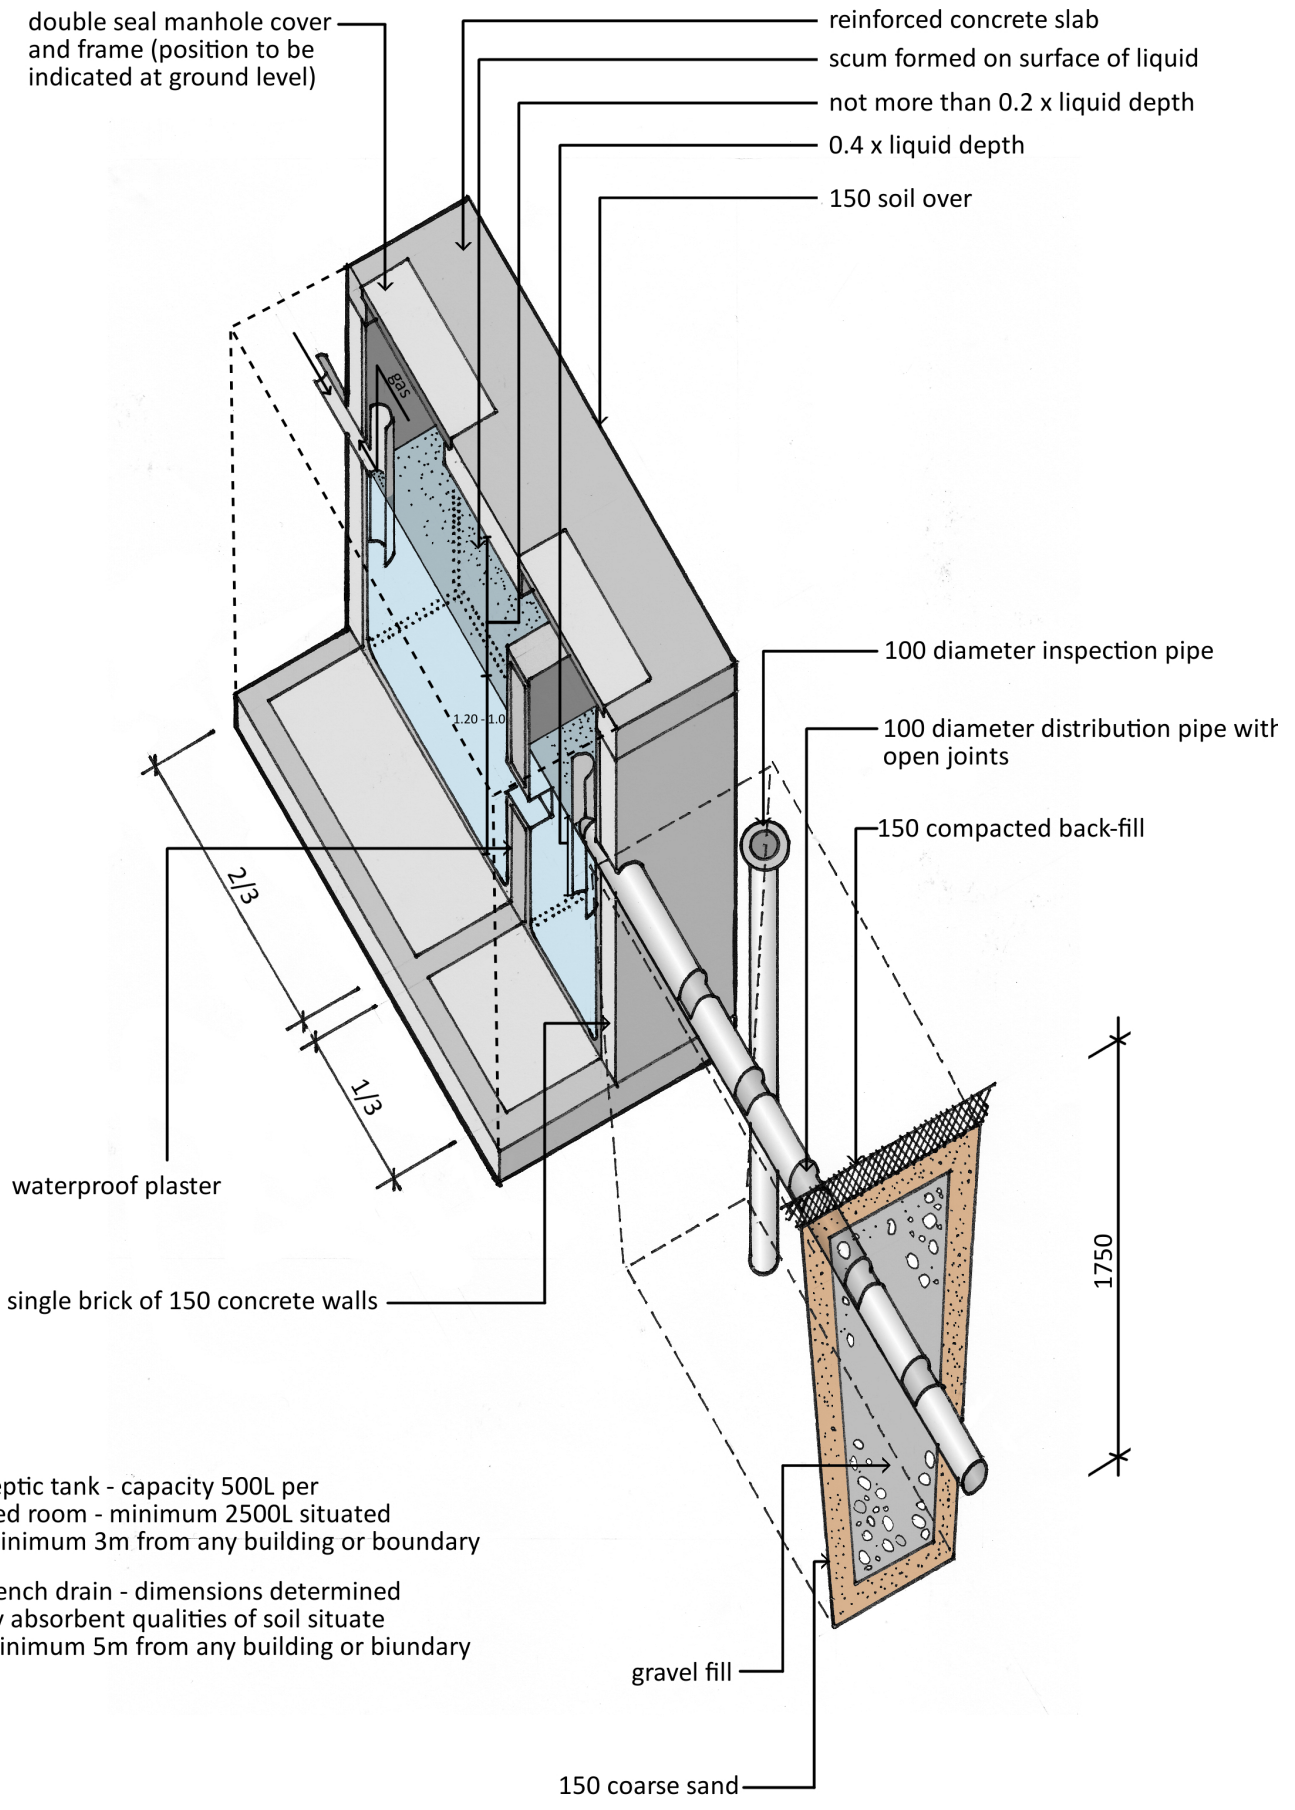 double seal manhole cover
and frame (position to be
indicated at ground level)
reinforced concrete slab
scum formed on surface of liquid
not more than 0.2 x liquid depth
0.4 x liquid depth
150 soil over
gas
1.20 - 1.0
100 diameter inspection pipe
100 diameter distribution pipe with
open joints
150 compacted back-fill
2/3
1/3
waterproof plaster
single brick of 150 concrete walls
1750
eptic tank - capacity 500L per
ed room - minimum 2500L situated
inimum 3m from any building or boundary
ench drain - dimensions determined
y absorbent qualities of soil situate
inimum 5m from any building or biundary
gravel fill
150 coarse sand